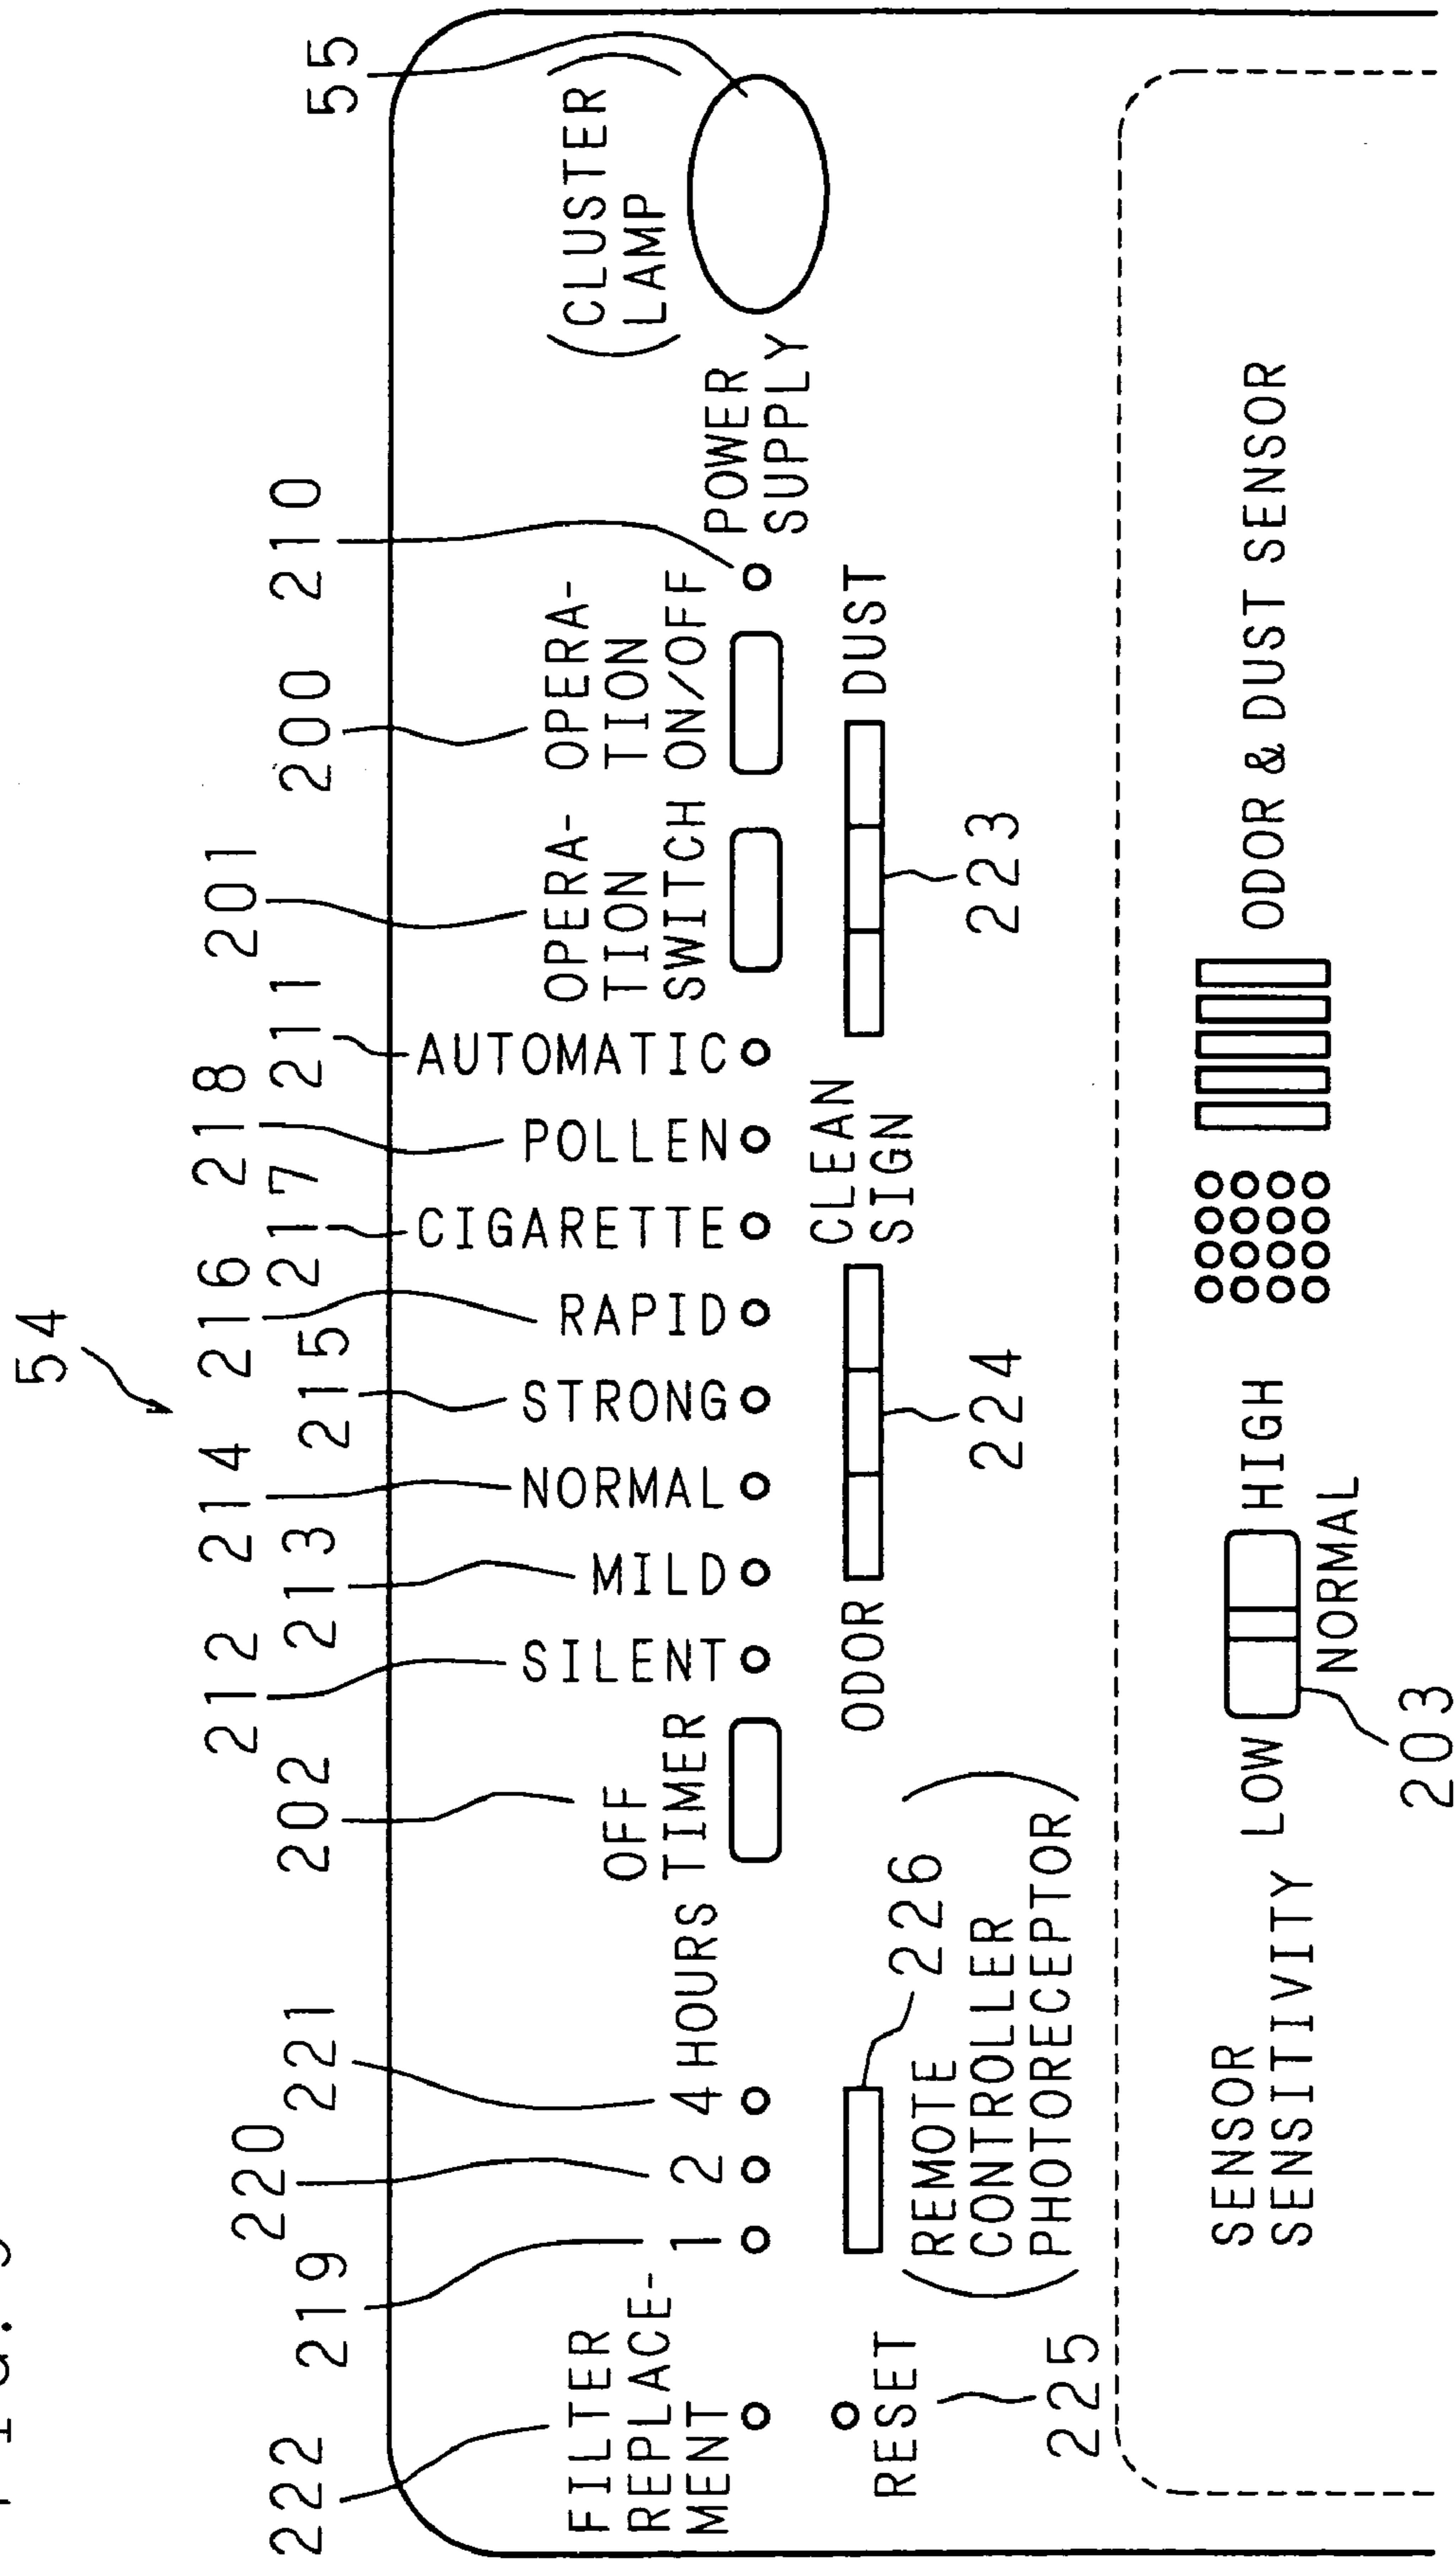 54
222
219
220
221
202
212
213
214
215
216
217
218
211
201
200
210
55
FILTER
REPLACE-
MENT
1
2
4 HOURS
OFF
TIMER
SILENT
MILD
NORMAL
STRONG
RAPID
CIGARETTE
POLLEN
AUTOMATIC
OPERA-
TION
SWITCH
OPERA-
TION
ON/OFF
POWER
SUPPLY
(CLUSTER
LAMP)
RESET
225
226
(REMOTE
CONTROLLER
PHOTORECEPTOR)
ODOR
224
CLEAN
SIGN
223
DUST
SENSOR
SENSITIVITY
LOW
HIGH
NORMAL
203
ODOR & DUST SENSOR